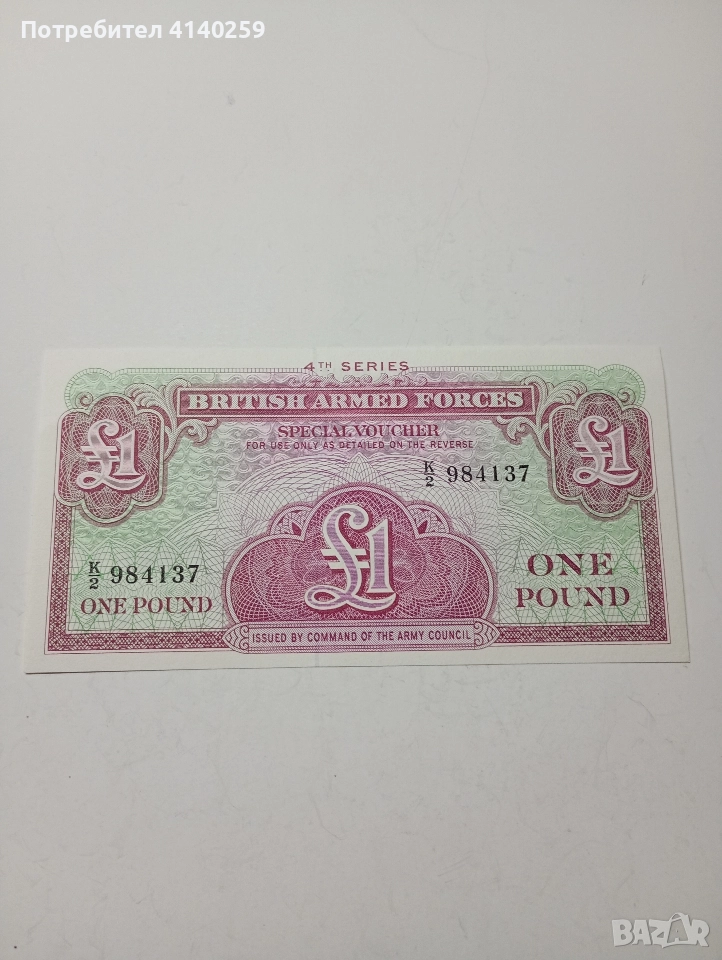 Потребител 4140259
4TH SERIES
BRITISH ARMED FORCES
SPECIAL VOUCHER
FOR USE ONLY AS DETAILED ON THE REVERSE
£1
£1
K/2 984137
£1
K/2 984137
ONE POUND
ONE
POUND
ISSUED BY COMMAND OF THE ARMY COUNCIL
BAZAR